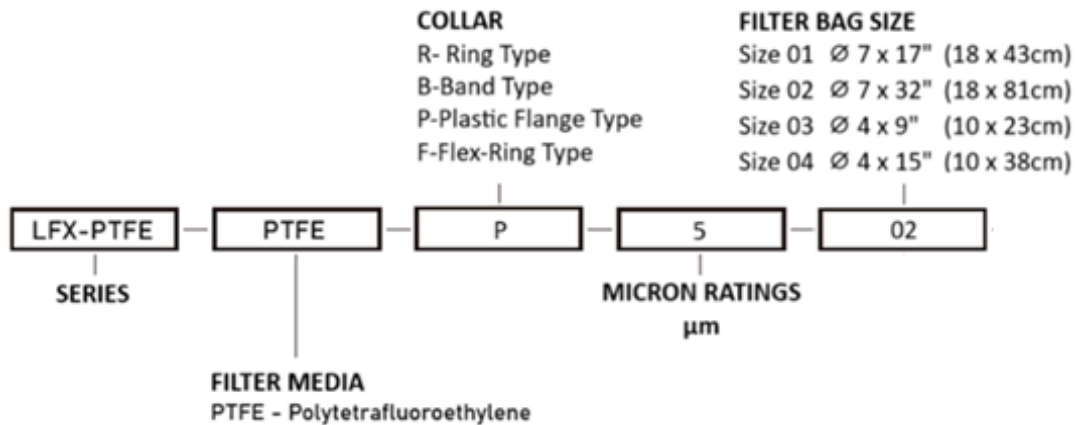 COLLAR
R- Ring Type
B-Band Type
P-Plastic Flange Type
F-Flex-Ring Type
FILTER BAG SIZE
Size 01 Ø 7 x 17" (18 x 43cm)
Size 02 Ø 7 x 32" (18 x 81cm)
Size 03 Ø 4 x 9" (10 x 23cm)
Size 04 Ø 4 x 15" (10 x 38cm)
LFX-PTFE — PTFE — P — 5 — 02
SERIES
MICRON RATINGS
µm
FILTER MEDIA
PTFE - Polytetrafluoroethylene